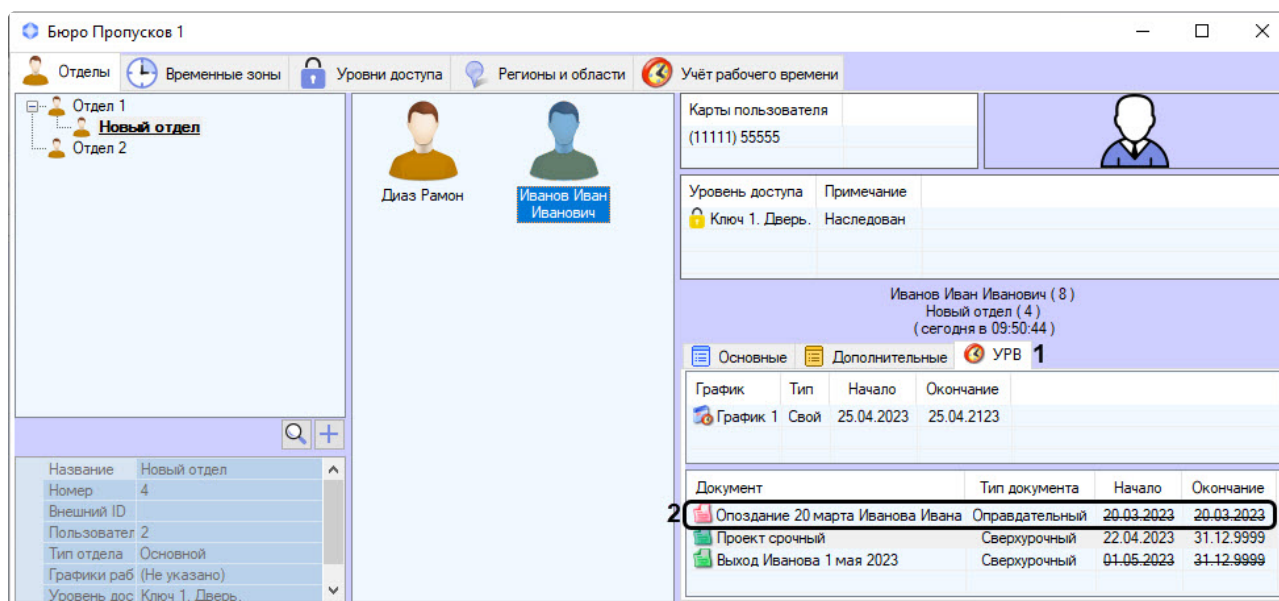 Бюро Пропусков 1
Отделы Временные зоны Уровни доступа Регионы и области Учёт рабочего времени
Отдел 1
Новый отдел
Отдел 2
Диаз Рамон
Иванов Иван
Иванович
Карты пользователя
(11111) 55555
Уровень доступа Примечание
Ключ 1. Дверь. Наследован
Иванов Иван Иванович ( 8 )
Новый отдел ( 4 )
( сегодня в 09:50:44 )
Основные Дополнительные УРВ 1
График Тип Начало Окончание
График 1 Свой 25.04.2023 25.04.2123
Название Новый отдел
Номер 4
Внешний ID
Пользовател 2
Тип отдела Основной
Графики раб (Не указано)
Уровень дос Ключ 1. Дверь.
Документ Тип документа Начало Окончание
2 Опоздание 20 марта Иванова Ивана Оправдательный 20.03.2023 20.03.2023
Проект срочный Сверхурочный 22.04.2023 31.12.9999
Выход Иванова 1 мая 2023 Сверхурочный 01.05.2023 31.12.9999